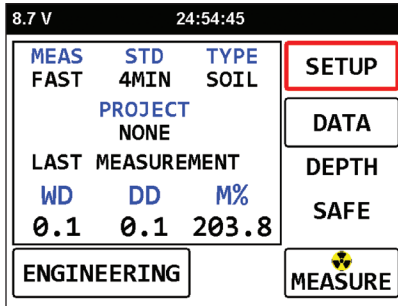 8.7 V 24:54:45
MEAS STD TYPE
FAST 4MIN SOIL
PROJECT
NONE
LAST MEASUREMENT
WD DD M%
0.1 0.1 203.8
ENGINEERING
SETUP
DATA
DEPTH
SAFE
MEASURE